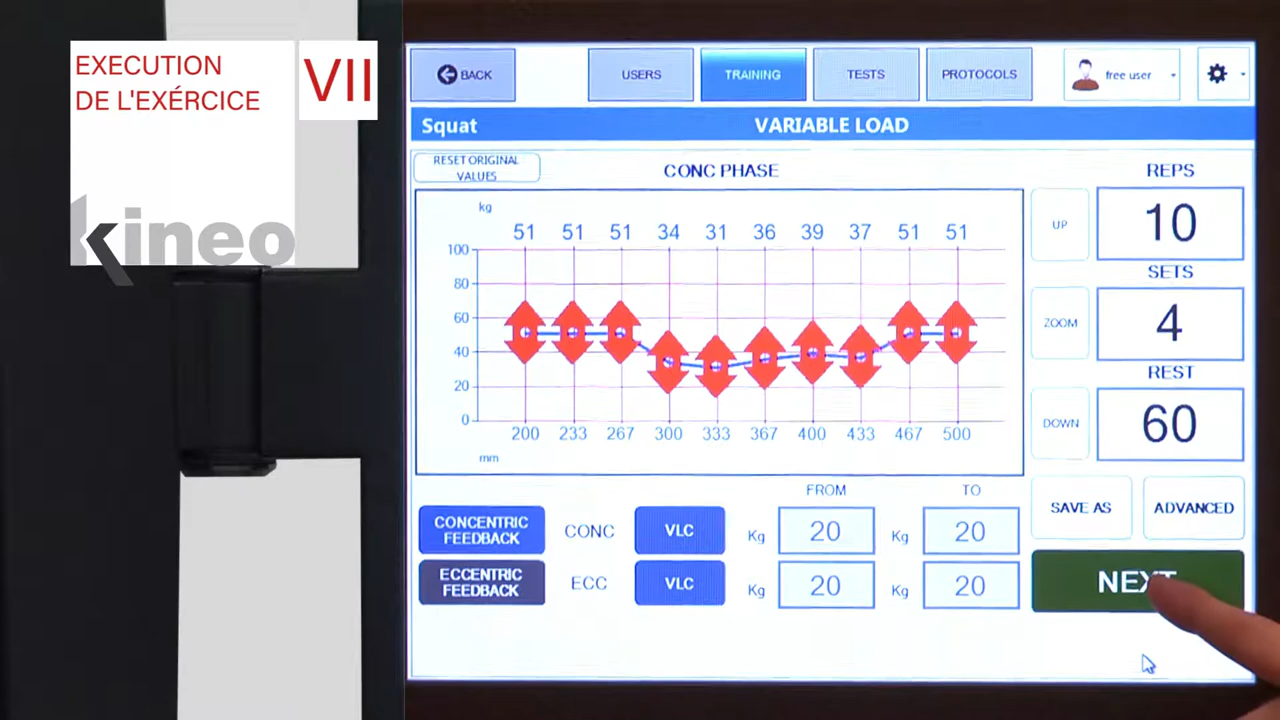 EXECUTION
DE L'EXÉRCICE
VII
kineo
BACK
USERS
TRAINING
TESTS
PROTOCOLS
free user
Squat
VARIABLE LOAD
RESET ORIGINAL
VALUES
CONC PHASE
REPS
kg
51 51 51 34 31 36 39 37 51 51
100
80
60
40
20
0
200 233 267 300 333 367 400 433 467 500
mm
UP
10
SETS
ZOOM
4
REST
DOWN
60
FROM
TO
SAVE AS
ADVANCED
CONCENTRIC
FEEDBACK
CONC
VLC
Kg
20
Kg
20
ECCENTRIC
FEEDBACK
ECC
VLC
Kg
20
Kg
20
NEXT